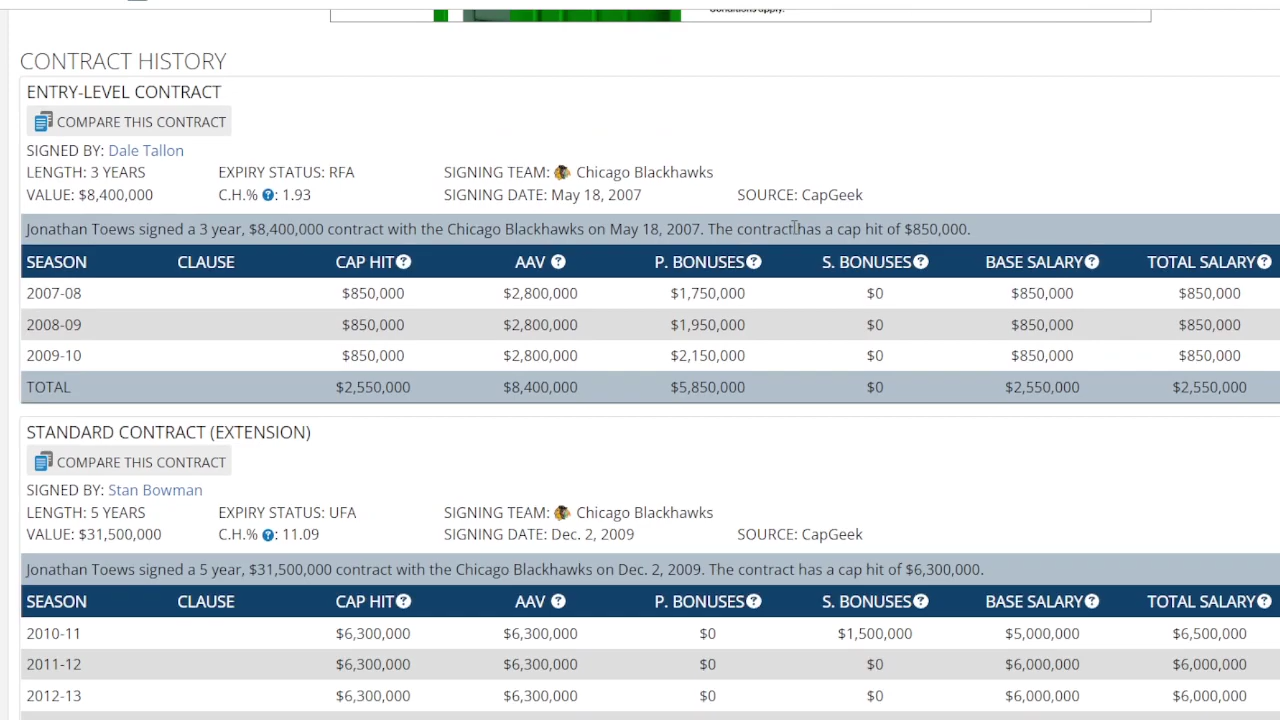 Conditions apply.
CONTRACT HISTORY
ENTRY-LEVEL CONTRACT
COMPARE THIS CONTRACT
SIGNED BY: Dale Tallon
LENGTH: 3 YEARS EXPIRY STATUS: RFA SIGNING TEAM: Chicago Blackhawks
VALUE: $8,400,000 C.H.% ?: 1.93 SIGNING DATE: May 18, 2007 SOURCE: CapGeek
Jonathan Toews signed a 3 year, $8,400,000 contract with the Chicago Blackhawks on May 18, 2007. The contract has a cap hit of $850,000.
SEASON CLAUSE CAP HIT ? AAV ? P. BONUSES ? S. BONUSES ? BASE SALARY ? TOTAL SALARY ?
2007-08 $850,000 $2,800,000 $1,750,000 $0 $850,000 $850,000
2008-09 $850,000 $2,800,000 $1,950,000 $0 $850,000 $850,000
2009-10 $850,000 $2,800,000 $2,150,000 $0 $850,000 $850,000
TOTAL $2,550,000 $8,400,000 $5,850,000 $0 $2,550,000 $2,550,000
STANDARD CONTRACT (EXTENSION)
COMPARE THIS CONTRACT
SIGNED BY: Stan Bowman
LENGTH: 5 YEARS EXPIRY STATUS: UFA SIGNING TEAM: Chicago Blackhawks
VALUE: $31,500,000 C.H.% ?: 11.09 SIGNING DATE: Dec. 2, 2009 SOURCE: CapGeek
Jonathan Toews signed a 5 year, $31,500,000 contract with the Chicago Blackhawks on Dec. 2, 2009. The contract has a cap hit of $6,300,000.
SEASON CLAUSE CAP HIT ? AAV ? P. BONUSES ? S. BONUSES ? BASE SALARY ? TOTAL SALARY ?
2010-11 $6,300,000 $6,300,000 $0 $1,500,000 $5,000,000 $6,500,000
2011-12 $6,300,000 $6,300,000 $0 $0 $6,000,000 $6,000,000
2012-13 $6,300,000 $6,300,000 $0 $0 $6,000,000 $6,000,000